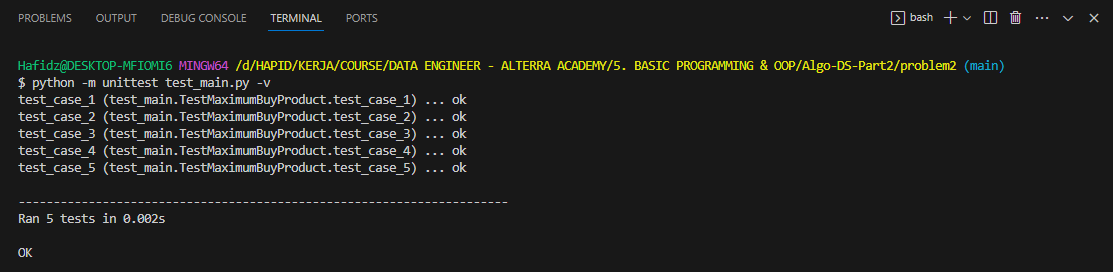 PROBLEMS OUTPUT DEBUG CONSOLE TERMINAL PORTS bash
Hafidz@DESKTOP-MFIOMI6 MINGW64 /d/HAPID/KERJA/COURSE/DATA ENGINEER - ALTERRA ACADEMY/5. BASIC PROGRAMMING & OOP/Algo-DS-Part2/problem2 (main)
$ python -m unittest test_main.py -v
test_case_1 (test_main.TestMaximumBuyProduct.test_case_1) ... ok
test_case_2 (test_main.TestMaximumBuyProduct.test_case_2) ... ok
test_case_3 (test_main.TestMaximumBuyProduct.test_case_3) ... ok
test_case_4 (test_main.TestMaximumBuyProduct.test_case_4) ... ok
test_case_5 (test_main.TestMaximumBuyProduct.test_case_5) ... ok
----------------------------------------------------------------------
Ran 5 tests in 0.002s
OK